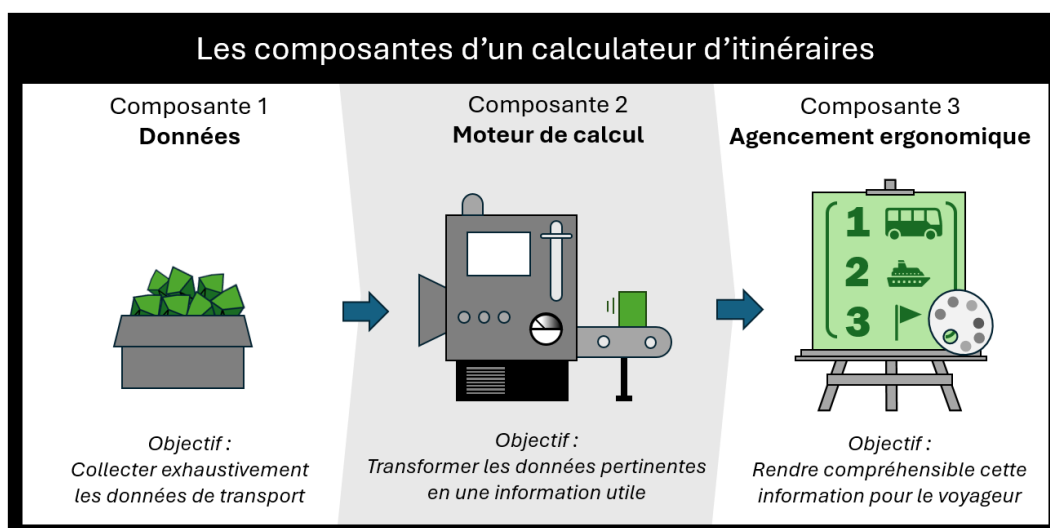 Les composantes d’un calculateur d’itinéraires
Composante 1
Données
Objectif :
Collecter exhaustivement
les données de transport
Composante 2
Moteur de calcul
Objectif :
Transformer les données pertinentes
en une information utile
Composante 3
Agencement ergonomique
1
2
3
Objectif :
Rendre compréhensible cette
information pour le voyageur